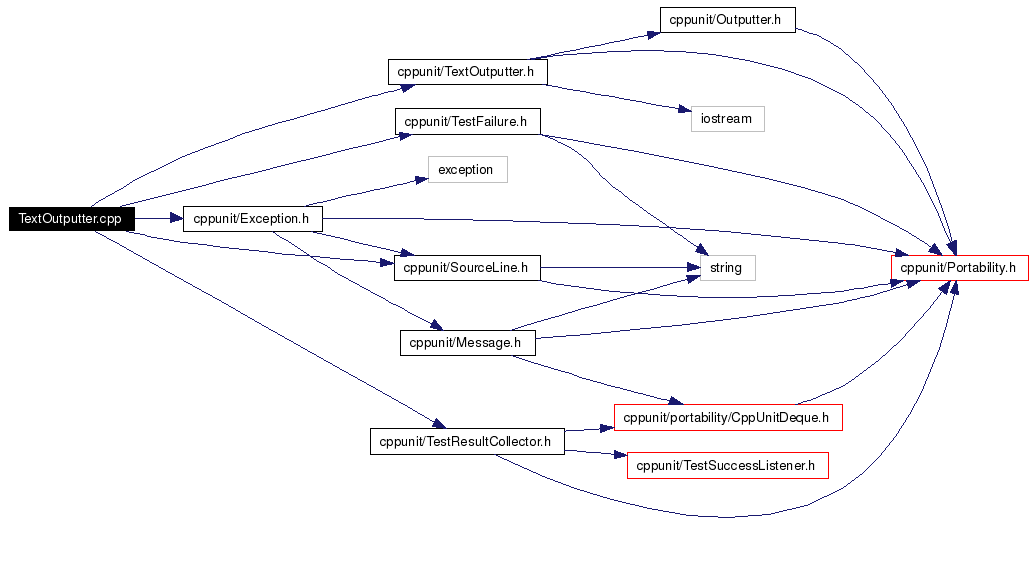 cppunit/Outputter.h
cppunit/TextOutputter.h
iostream
cppunit/TestFailure.h
exception
TextOutputter.cpp
cppunit/Exception.h
cppunit/SourceLine.h
string
cppunit/Portability.h
cppunit/Message.h
cppunit/portability/CppUnitDeque.h
cppunit/TestResultCollector.h
cppunit/TestSuccessListener.h